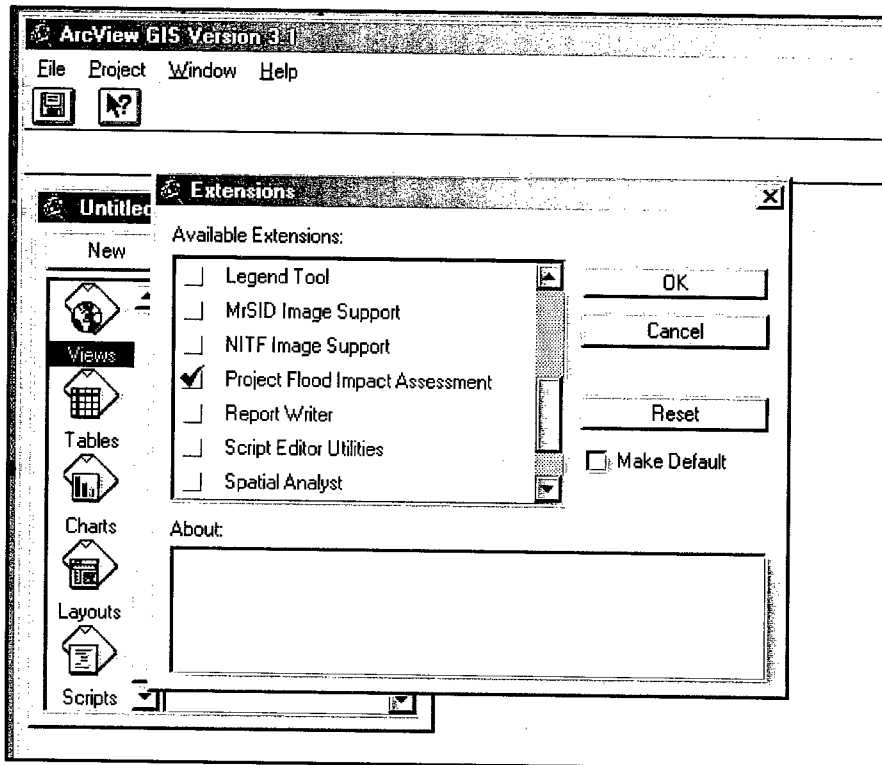 ArcView GIS Version 3.1
File Project Window Help
Untitled
New
Views
Tables
Charts
Layouts
Scripts
Extensions
Available Extensions:
Legend Tool
MrSID Image Support
NITF Image Support
Project Flood Impact Assessment
Report Writer
Script Editor Utilities
Spatial Analyst
OK
Cancel
Reset
Make Default
About: